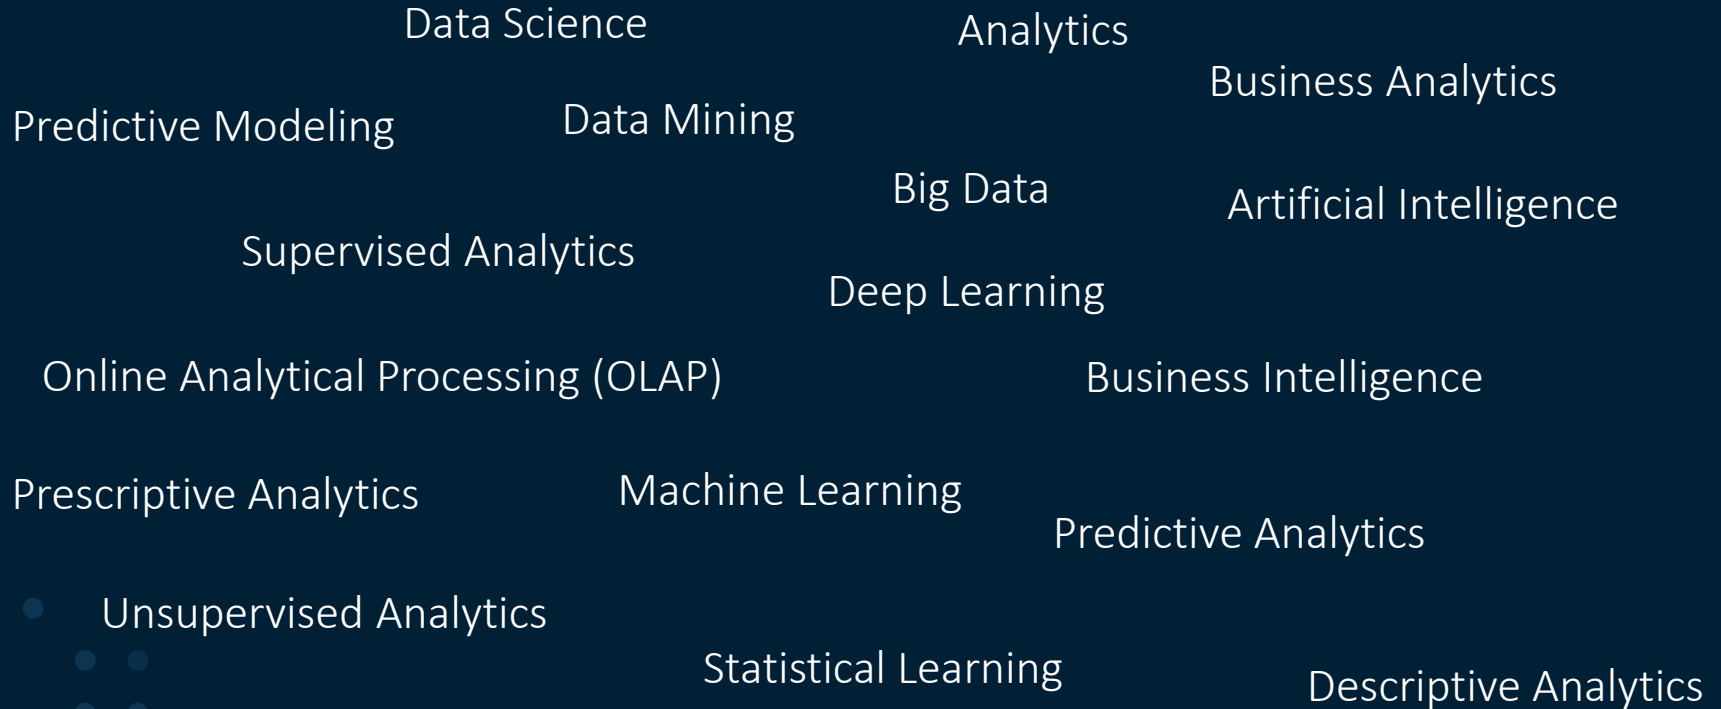 Data Science
Analytics
Business Analytics
Predictive Modeling
Data Mining
Big Data
Artificial Intelligence
Supervised Analytics
Deep Learning
Online Analytical Processing (OLAP)
Business Intelligence
Prescriptive Analytics
Machine Learning
Predictive Analytics
Unsupervised Analytics
Statistical Learning
Descriptive Analytics